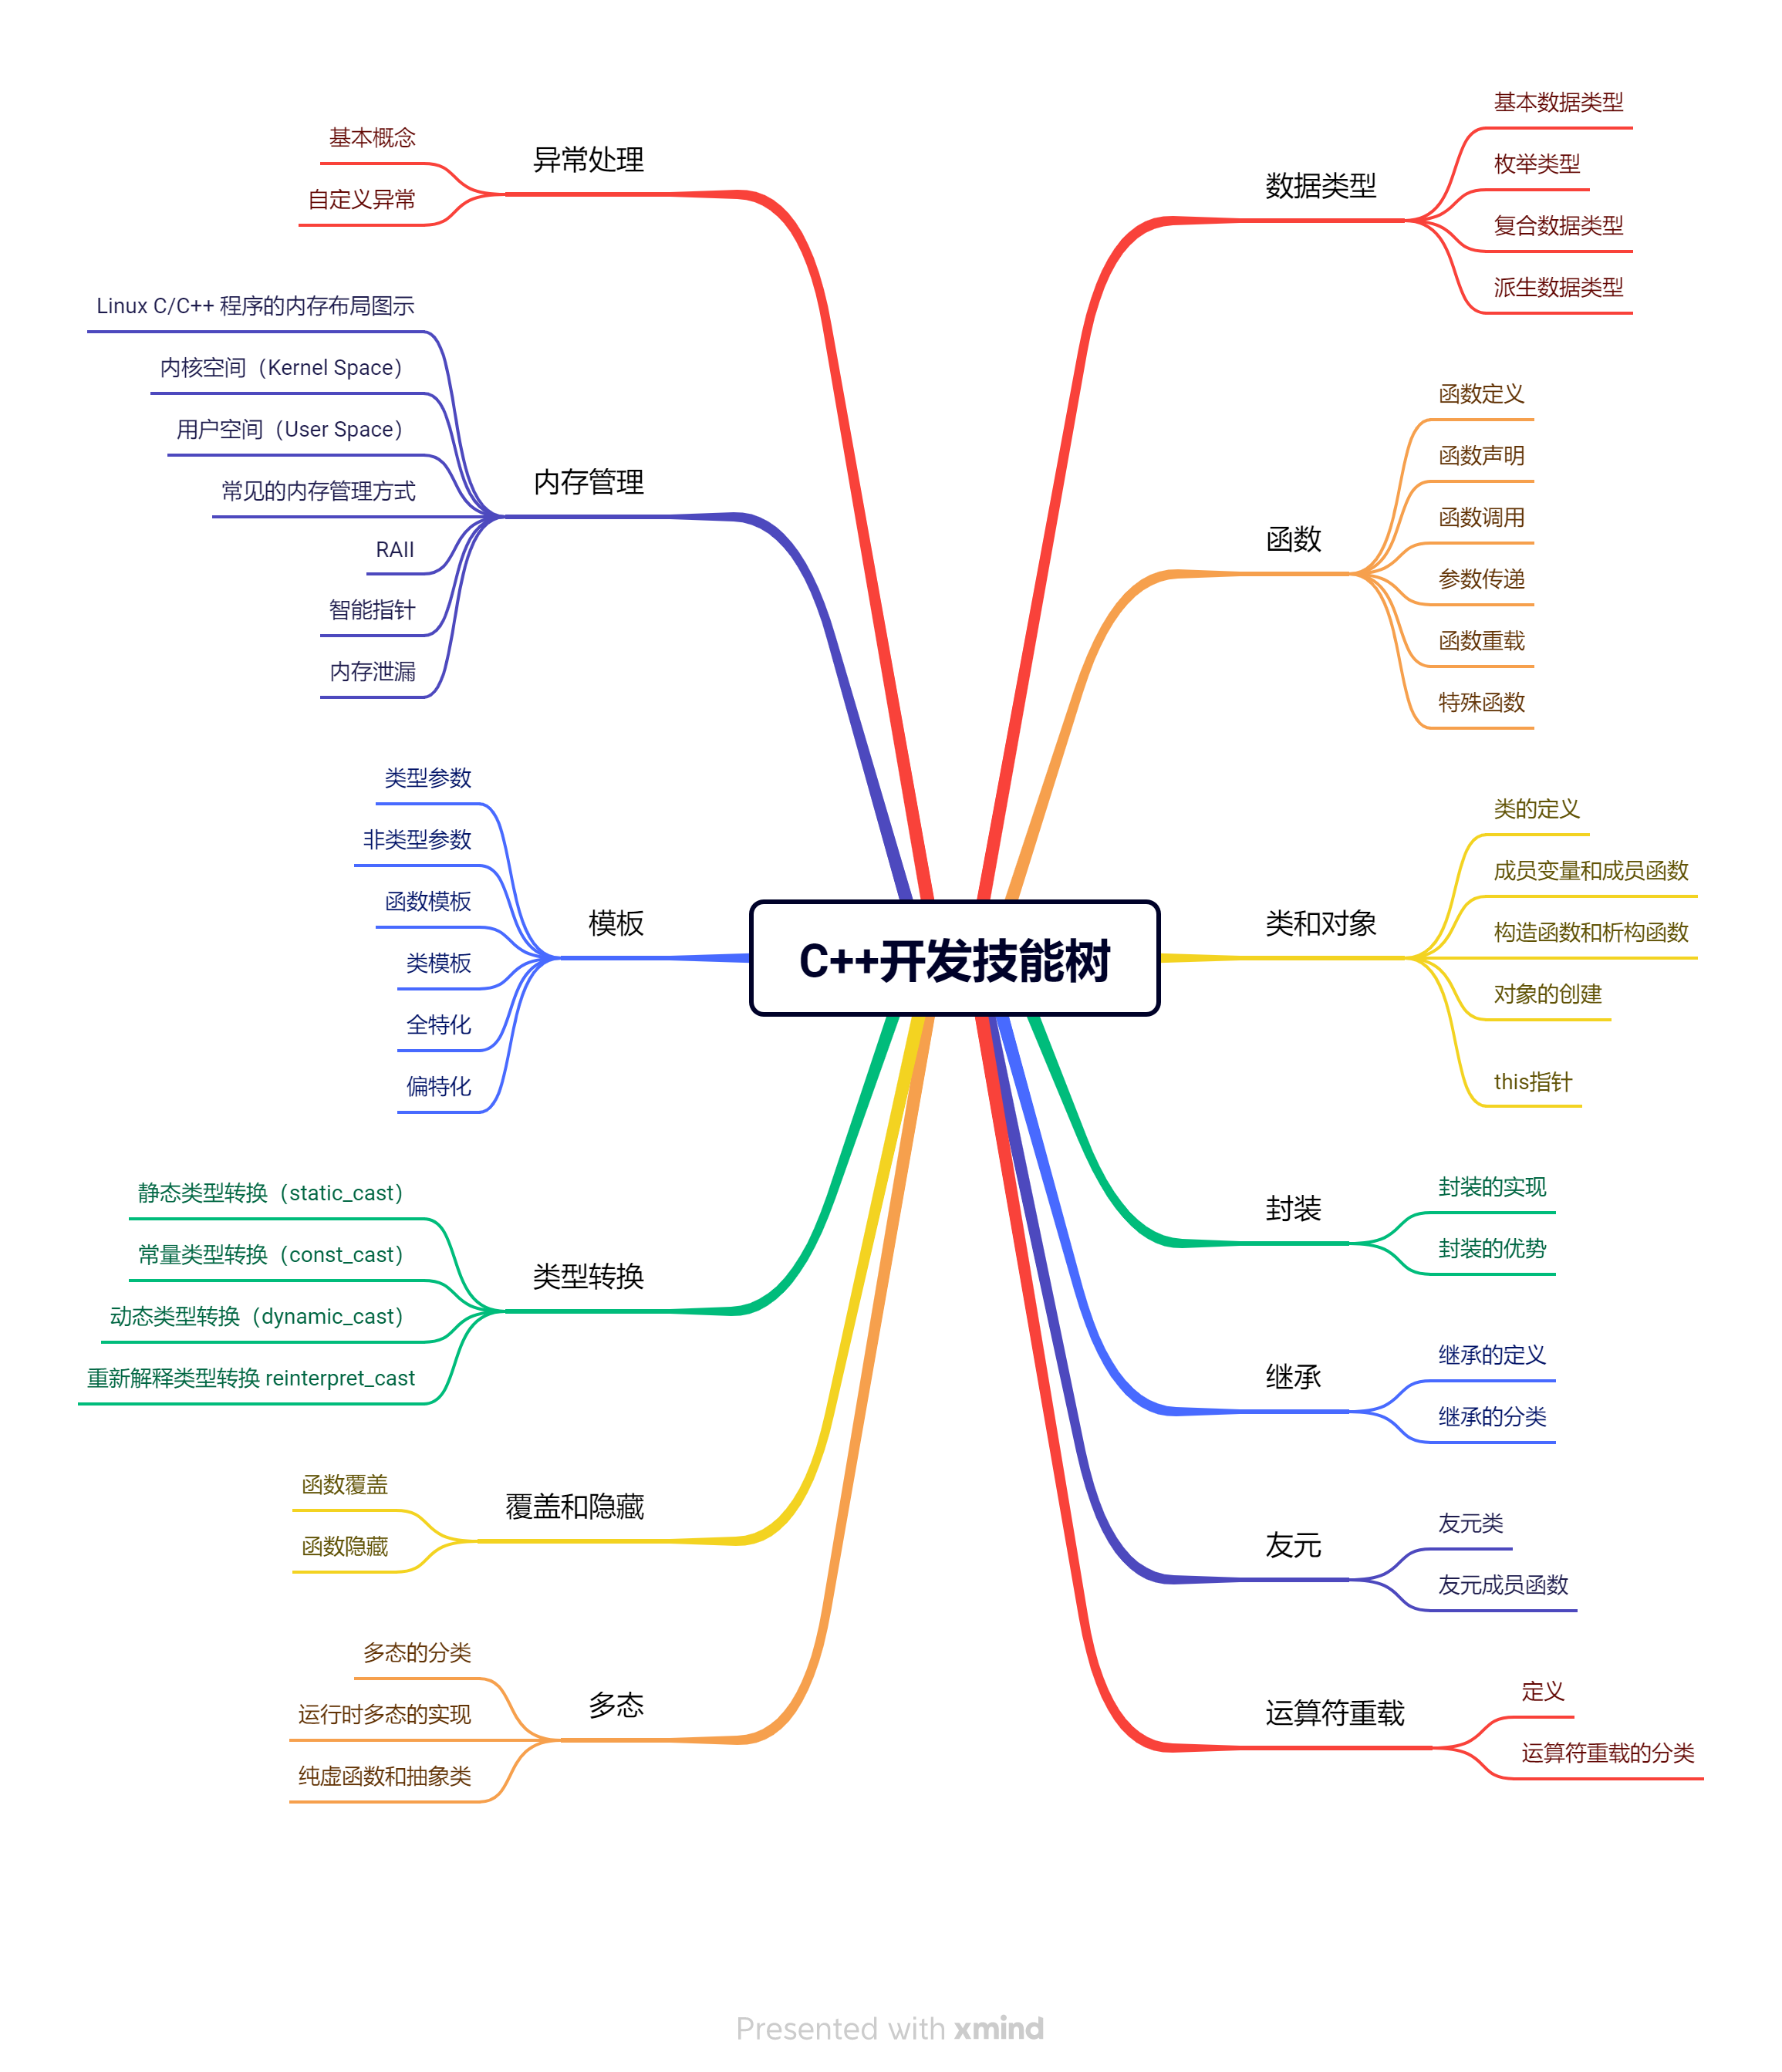 C++开发技能树
数据类型
基本数据类型
枚举类型
复合数据类型
派生数据类型
函数
函数定义
函数声明
函数调用
参数传递
函数重载
特殊函数
类和对象
类的定义
成员变量和成员函数
构造函数和析构函数
对象的创建
this指针
封装
封装的实现
封装的优势
继承
继承的定义
继承的分类
友元
友元类
友元成员函数
运算符重载
定义
运算符重载的分类
异常处理
基本概念
自定义异常
内存管理
Linux C/C++ 程序的内存布局图示
内核空间（Kernel Space）
用户空间（User Space）
常见的内存管理方式
RAII
智能指针
内存泄漏
模板
类型参数
非类型参数
函数模板
类模板
全特化
偏特化
类型转换
静态类型转换（static_cast）
常量类型转换（const_cast）
动态类型转换（dynamic_cast）
重新解释类型转换 reinterpret_cast
覆盖和隐藏
函数覆盖
函数隐藏
多态
多态的分类
运行时多态的实现
纯虚函数和抽象类
Presented with xmind